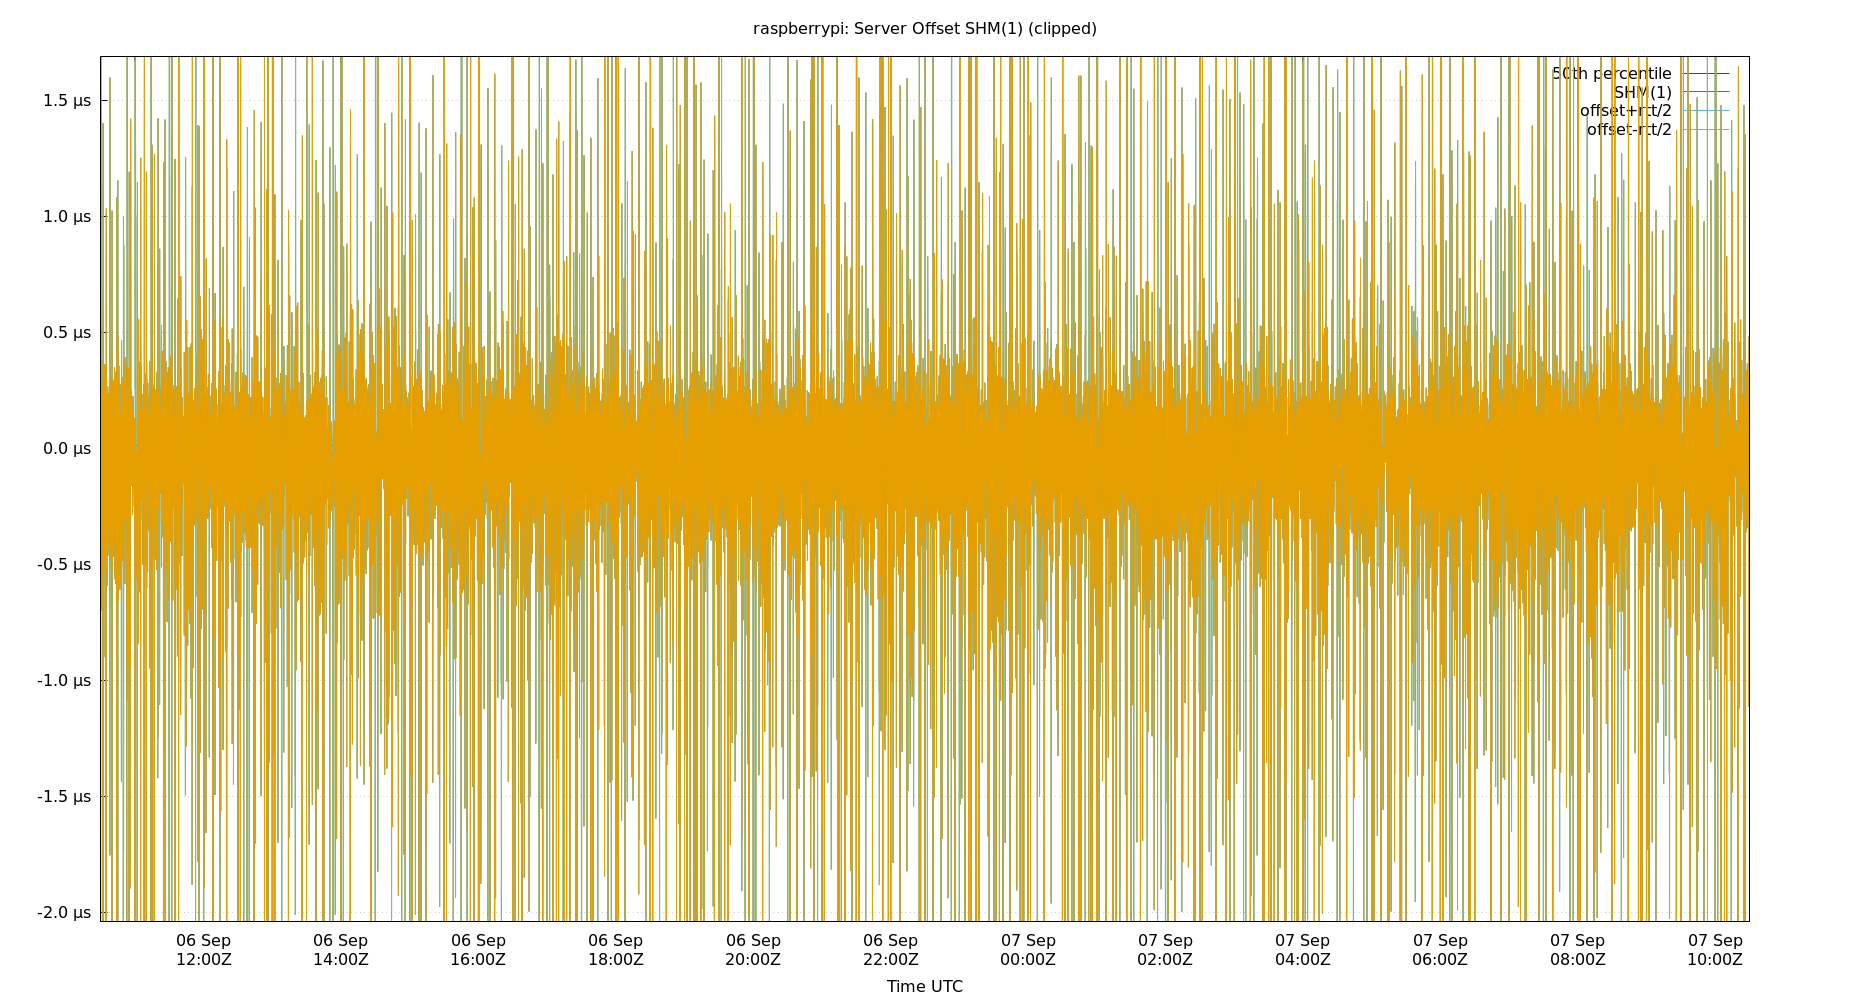 raspberrypi: Server Offset SHM(1) (clipped)
50th percentile
SHM(1)
offset+rtt/2
offset-rtt/2
1.5 µs
1.0 µs
0.5 µs
0.0 µs
-0.5 µs
-1.0 µs
-1.5 µs
-2.0 µs
06 Sep 06 Sep 06 Sep 06 Sep 06 Sep 06 Sep 07 Sep 07 Sep 07 Sep 07 Sep 07 Sep 07 Sep
12:00Z 14:00Z 16:00Z 18:00Z 20:00Z 22:00Z 00:00Z 02:00Z 04:00Z 06:00Z 08:00Z 10:00Z
Time UTC